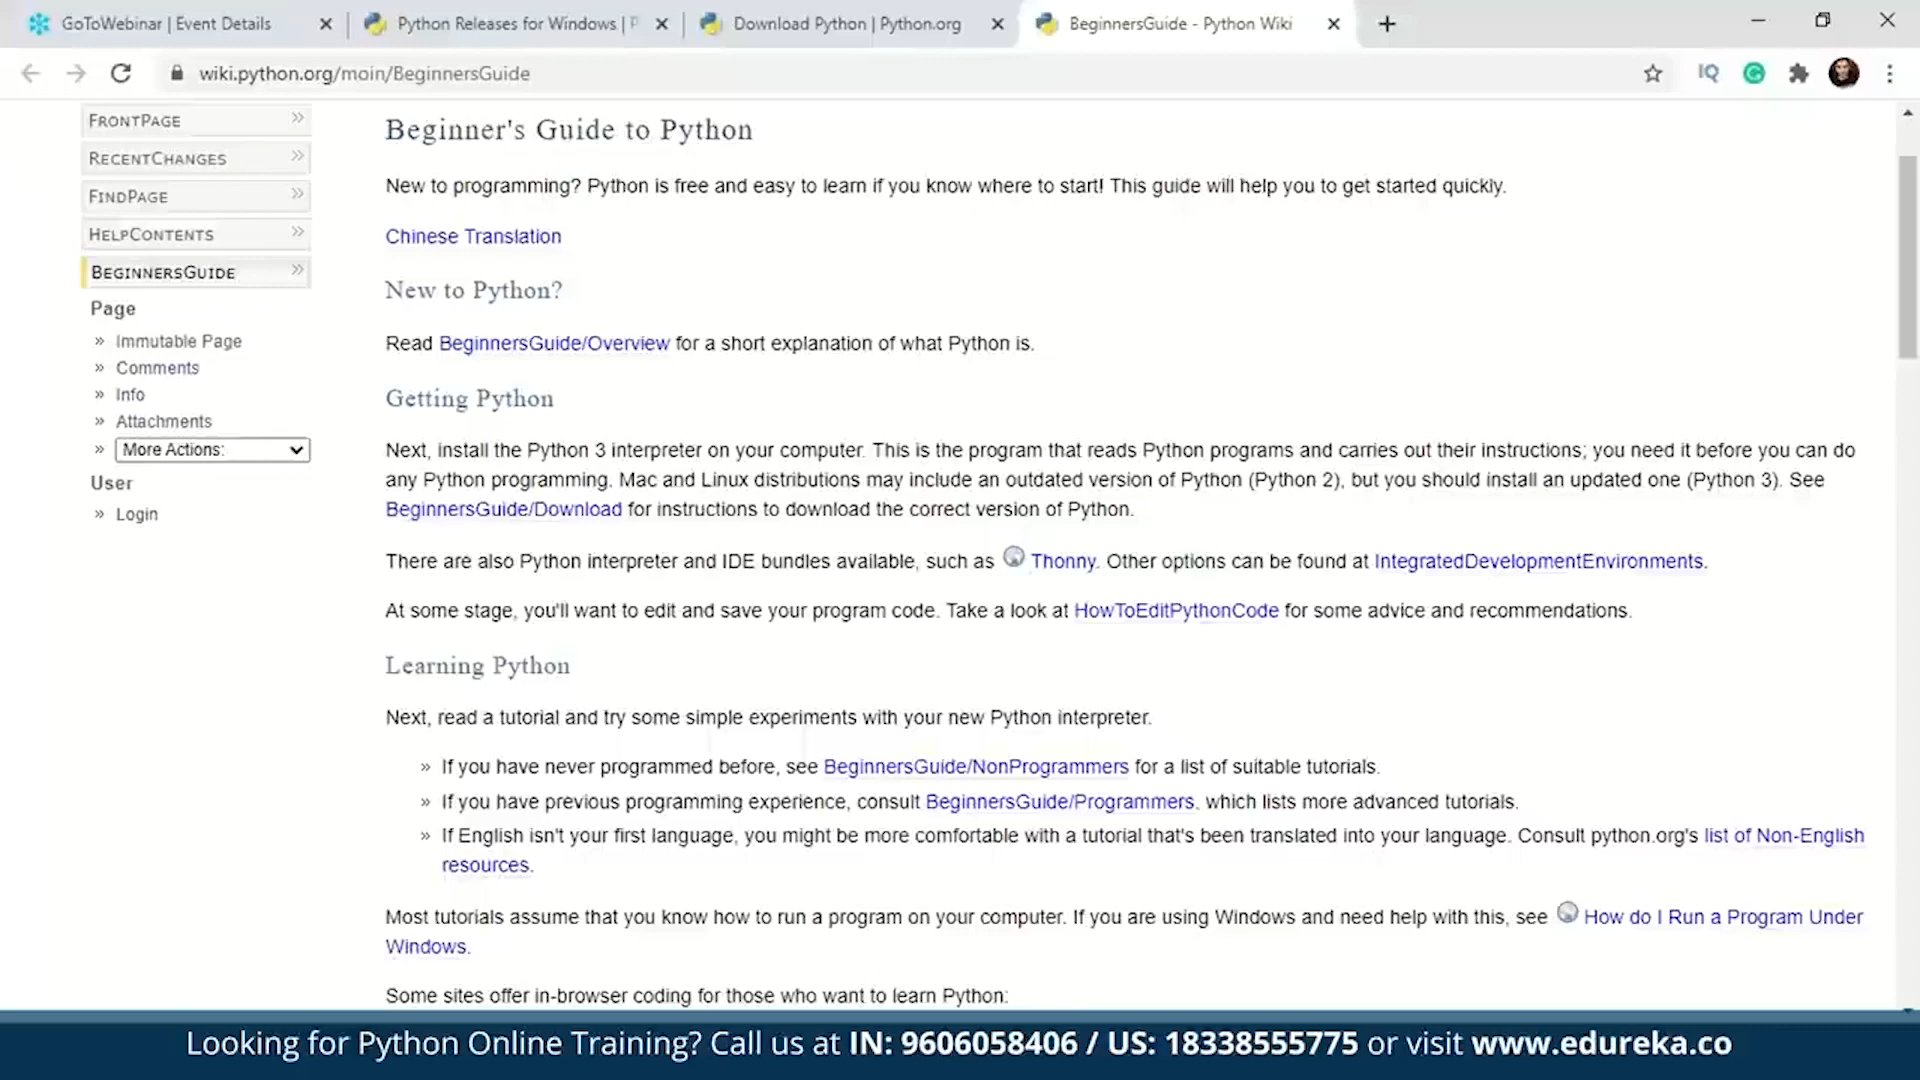 GoToWebinar | Event Details
Python Releases for Windows | P
Download Python | Python.org
BeginnersGuide - Python Wiki
wiki.python.org/moin/BeginnersGuide
IQ
FRONTPAGE
RECENTCHANGES
FINDPAGE
HELPCONTENTS
BEGINNERSGUIDE
Page
» Immutable Page
» Comments
» Info
» Attachments
» More Actions:
User
» Login
Beginner's Guide to Python
New to programming? Python is free and easy to learn if you know where to start! This guide will help you to get started quickly.
Chinese Translation
New to Python?
Read BeginnersGuide/Overview for a short explanation of what Python is.
Getting Python
Next, install the Python 3 interpreter on your computer. This is the program that reads Python programs and carries out their instructions; you need it before you can do
any Python programming. Mac and Linux distributions may include an outdated version of Python (Python 2), but you should install an updated one (Python 3). See
BeginnersGuide/Download for instructions to download the correct version of Python.
There are also Python interpreter and IDE bundles available, such as Thonny. Other options can be found at IntegratedDevelopmentEnvironments.
At some stage, you'll want to edit and save your program code. Take a look at HowToEditPythonCode for some advice and recommendations.
Learning Python
Next, read a tutorial and try some simple experiments with your new Python interpreter.
» If you have never programmed before, see BeginnersGuide/NonProgrammers for a list of suitable tutorials.
» If you have previous programming experience, consult BeginnersGuide/Programmers, which lists more advanced tutorials.
» If English isn't your first language, you might be more comfortable with a tutorial that's been translated into your language. Consult python.org's list of Non-English
resources.
Most tutorials assume that you know how to run a program on your computer. If you are using Windows and need help with this, see How do I Run a Program Under
Windows.
Some sites offer in-browser coding for those who want to learn Python:
Looking for Python Online Training? Call us at IN: 9606058406 / US: 18338555775 or visit www.edureka.co